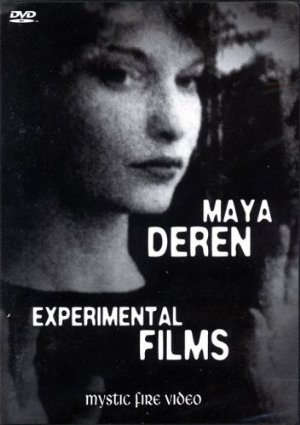 DVD
MAYA
DEREN
EXPERIMENTAL
FILMS
MYSTIC FIRE VIDEO